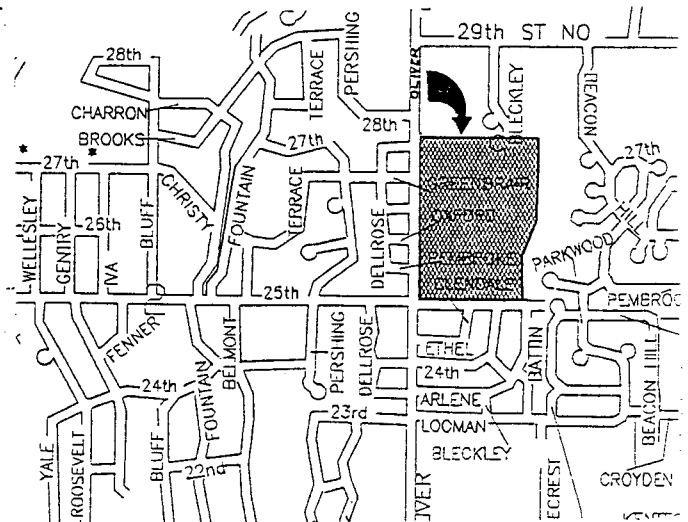 29th ST NO
28th
PERSHING
TERRACE
OLIVER
BLECKLEY
BEACON
HILL
CHARRON
BROOKS
28th
27th
27th
* *
27th
CHRISTY
FOUNTAIN
TERRACE
GREENBRIAR
OXFORD
WELLESLEY
GENTRY
26th
IVA
BLUFF
DELLROSE
PEMBROKE
GLENDALE
PARKWOOD
PEMBROC
25th
FENNER
BELMONT
PERSHING
DELLROSE
ETHEL
BATTIN
24th
24th
FOUNTAIN
ARLENE
23rd
LOCMAN
BEACON HILL
YALE
ROOSEVELT
BLUFF
22nd
BLECKLEY
CROYDEN
IVER
ECREST